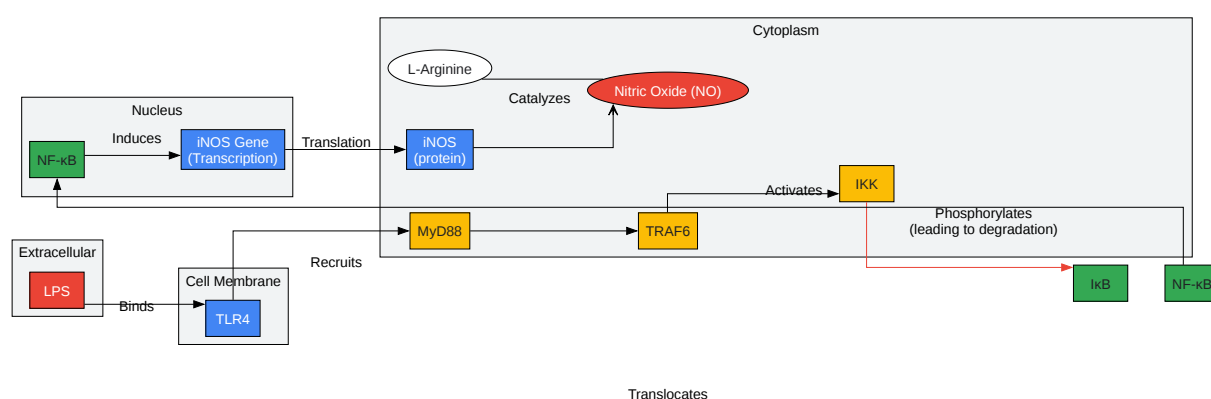 Cytoplasm
L-Arginine
Nitric Oxide (NO)
Catalyzes
Nucleus
Induces
iNOS Gene
(Transcription)
Translation
iNOS
(protein)
NF-κB
IKK
Activates
Phosphorylates
(leading to degradation)
MyD88
TRAF6
Extracellular
LPS
Binds
Cell Membrane
TLR4
Recruits
IκB
NF-κB
Translocates